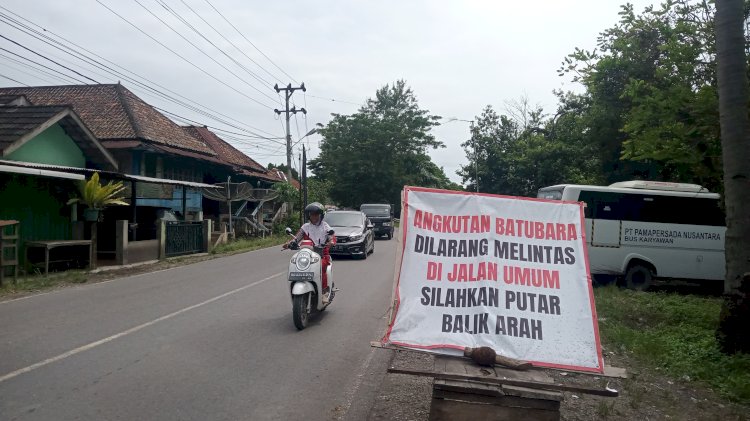 ANGKUTAN BATUBARA
DILARANG MELINTAS
DI JALAN UMUM
SILAHKAN PUTAR
BALIK ARAH
PT PAMAPERSADA NUSANTARA
BUS KARYAWAN